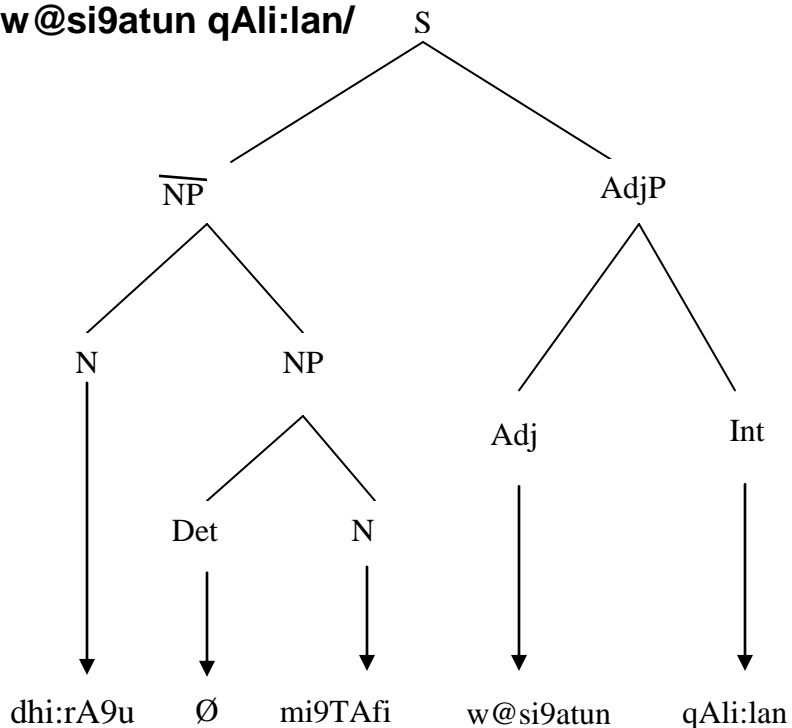 w@si9atun qAli:lan/
S
NP AdjP
N NP
Adj Int
Det N
dhi:rA9u Ø mi9TAfi w@si9atun qAli:lan